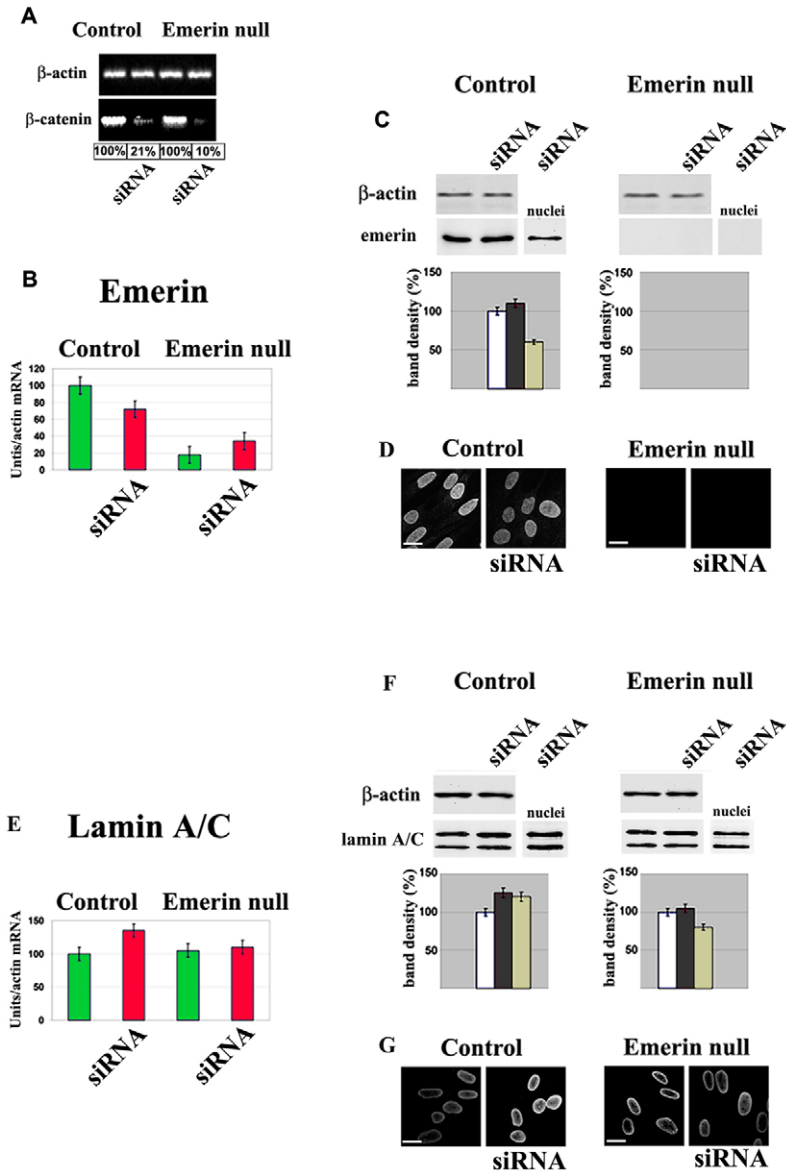 A
Control Emerin null
β-actin
β-catenin
100% 21% 100% 10%
siRNA siRNA
Control Emerin null
C
siRNA siRNA siRNA siRNA
β-actin
nuclei nuclei
emerin
band density (%)
150
100
50
band density (%)
150
100
50
B
Emerin
Control Emerin null
Untis/actin mRNA
120
100
80
60
40
20
0
siRNA siRNA
D
Control Emerin null
siRNA siRNA
F
Control Emerin null
siRNA siRNA siRNA siRNA
β-actin
nuclei nuclei
lamin A/C
band density (%)
150
100
50
band density (%)
150
100
50
E
Lamin A/C
Control Emerin null
Units/actin mRNA
150
100
50
0
siRNA siRNA
G
Control Emerin null
siRNA siRNA